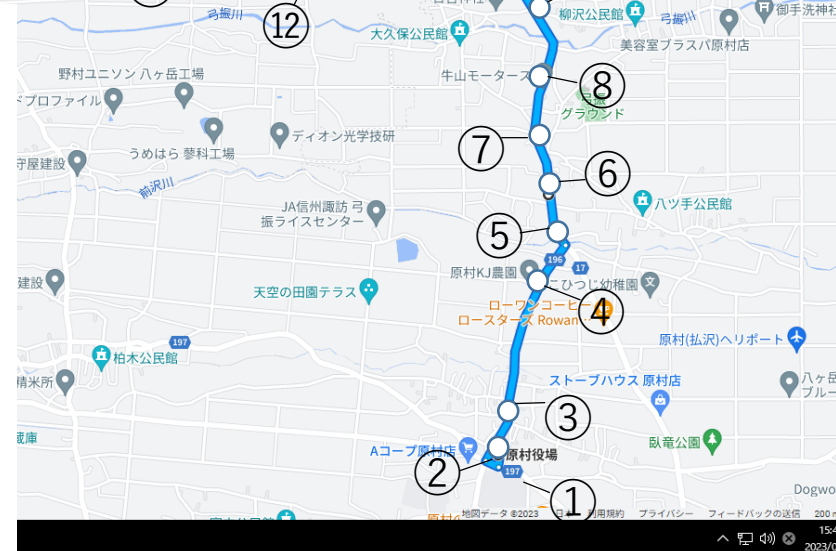 弓振川
⑫
大久保公民館
柳沢公民館
弓振川
御手洗神社
美容室プラスパ原村店
野村ユニソン 八ヶ岳工場
牛山モータース
⑧
ドプロファイル
グラウンド
ディオン光学技研
うめはら 蓼科工場
⑦
守屋建設
前沢川
⑥
八ツ手公民館
JA信州諏訪 弓
振ライスセンター
⑤
196
17
原村KJ農園
こひつじ幼稚園
建設
天空の田園テラス
④
ローワンコーヒー
ロースターズ Rowan...
197
柏木公民館
原村(払沢)ヘリポート
精米所
ストーブハウス 原村店
八ヶ岳
ブルー
③
蔵庫
Aコープ原村店
原村役場
臥竜公園
②
197
①
Dogwo
地図データ ©2023
利用規約
プライバシー
フィードバックの送信
200 m
15:4
2023/0